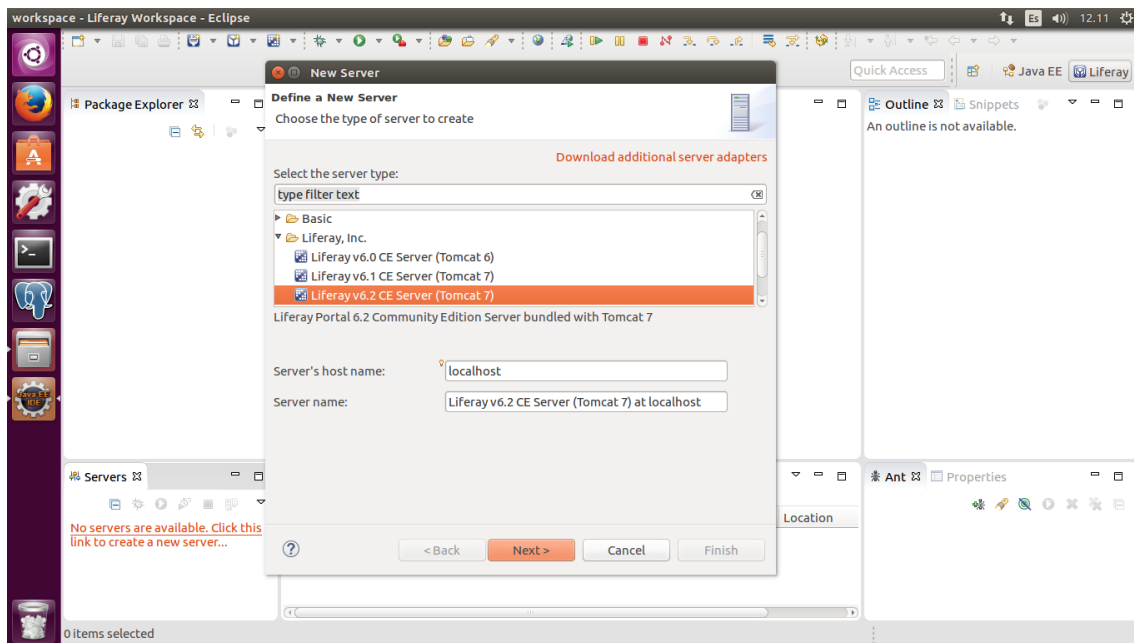 workspace - Liferay Workspace - Eclipse
Es
12.11
Quick Access
Java EE
Liferay
New Server
Package Explorer
Define a New Server
Choose the type of server to create
Outline
Snippets
An outline is not available.
Download additional server adapters
Select the server type:
type filter text
Basic
Liferay, Inc.
Liferay v6.0 CE Server (Tomcat 6)
Liferay v6.1 CE Server (Tomcat 7)
Liferay v6.2 CE Server (Tomcat 7)
Liferay Portal 6.2 Community Edition Server bundled with Tomcat 7
Server's host name:
localhost
Server name:
Liferay v6.2 CE Server (Tomcat 7) at localhost
Java EE
IDE
Servers
Ant
Properties
No servers are available. Click this
link to create a new server...
Location
?
< Back
Next >
Cancel
Finish
0 items selected